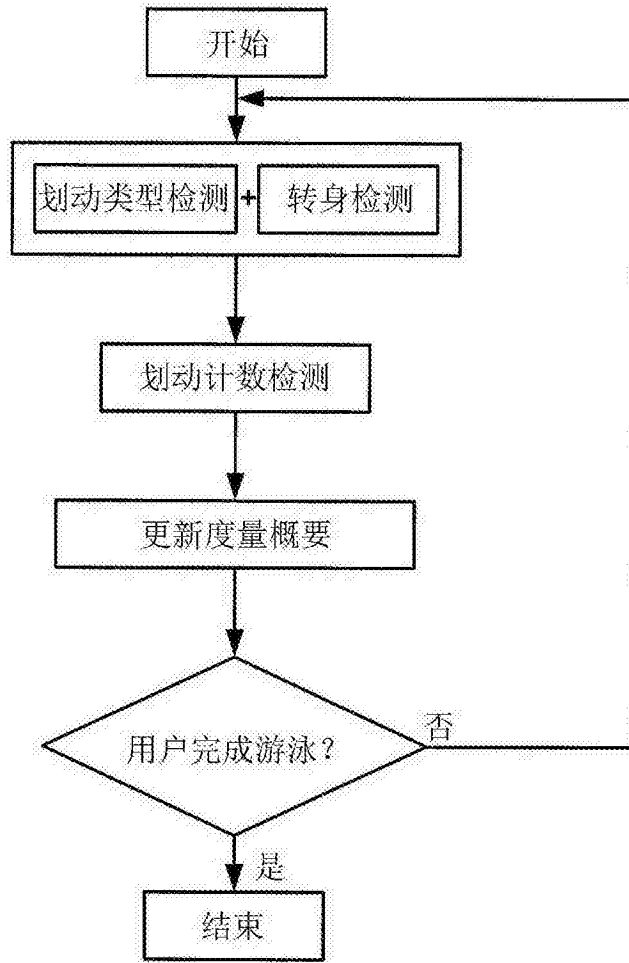 开始
划动类型检测 + 转身检测
划动计数检测
更新度量概要
用户完成游泳?
否
是
结束